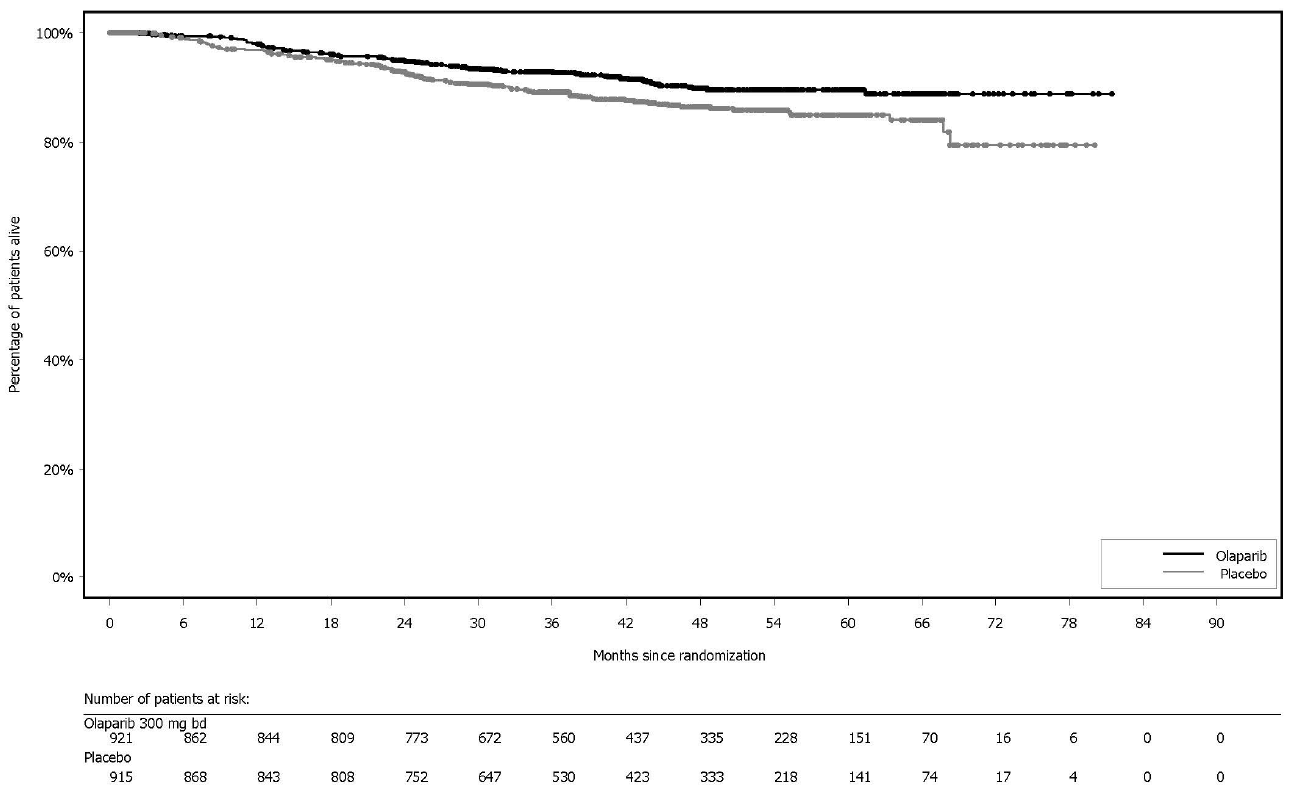 100%
80%
60%
40%
20%
0%
Percentage of patients alive
Olaparib
Placebo
0 6 12 18 24 30 36 42 48 54 60 66 72 78 84 90
Months since randomization
Number of patients at risk:
Olaparib 300 mg bd
921 862 844 809 773 672 560 437 335 228 151 70 16 6 0 0
Placebo
915 868 843 808 752 647 530 423 333 218 141 74 17 4 0 0